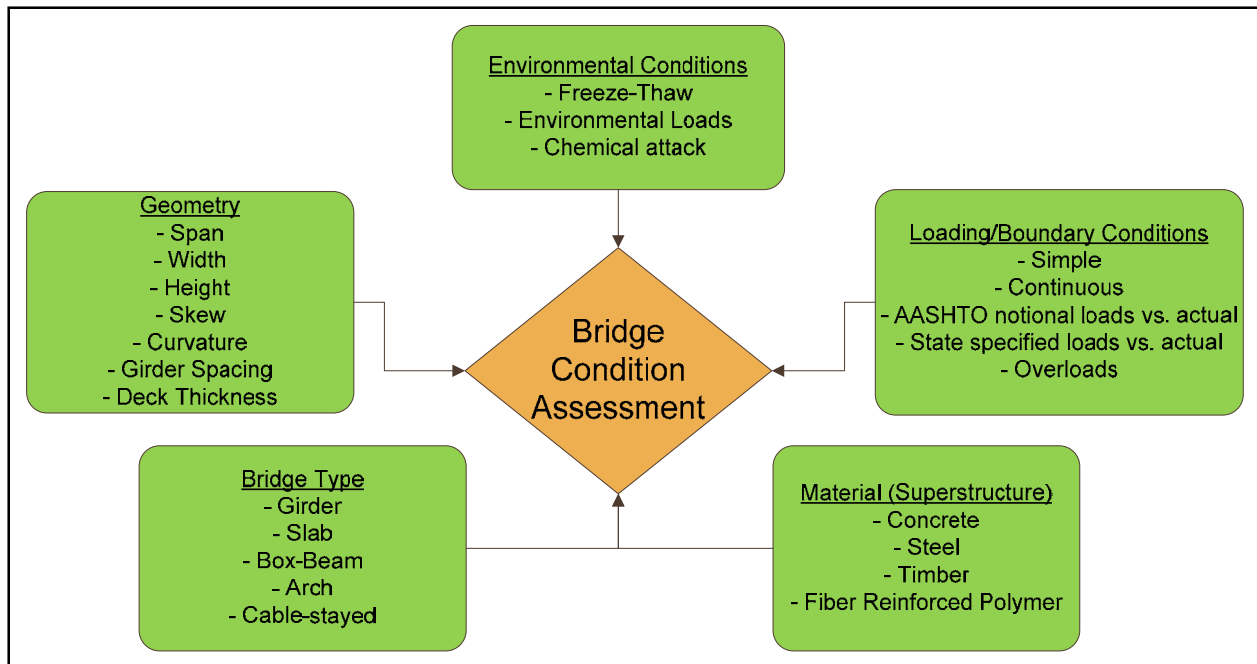 Environmental Conditions
- Freeze-Thaw
- Environmental Loads
- Chemical attack
Geometry
- Span
- Width
- Height
- Skew
- Curvature
- Girder Spacing
- Deck Thickness
Bridge
Condition
Assessment
Loading/Boundary Conditions
- Simple
- Continuous
- AASHTO notional loads vs. actual
- State specified loads vs. actual
- Overloads
Bridge Type
- Girder
- Slab
- Box-Beam
- Arch
- Cable-stayed
Material (Superstructure)
- Concrete
- Steel
- Timber
- Fiber Reinforced Polymer